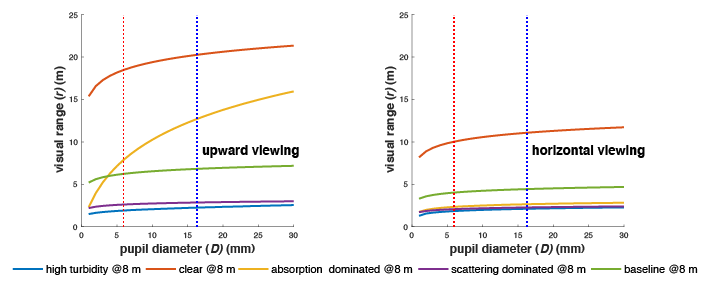 25
20
15
10
5
0
visual range (r) (m)
upward viewing
0 5 10 15 20 25 30
pupil diameter (D) (mm)
25
20
15
10
5
0
visual range (r) (m)
horizontal viewing
0 5 10 15 20 25 30
pupil diameter (D) (mm)
high turbidity @8 m clear @8 m absorption dominated @8 m scattering dominated @8 m baseline @8 m